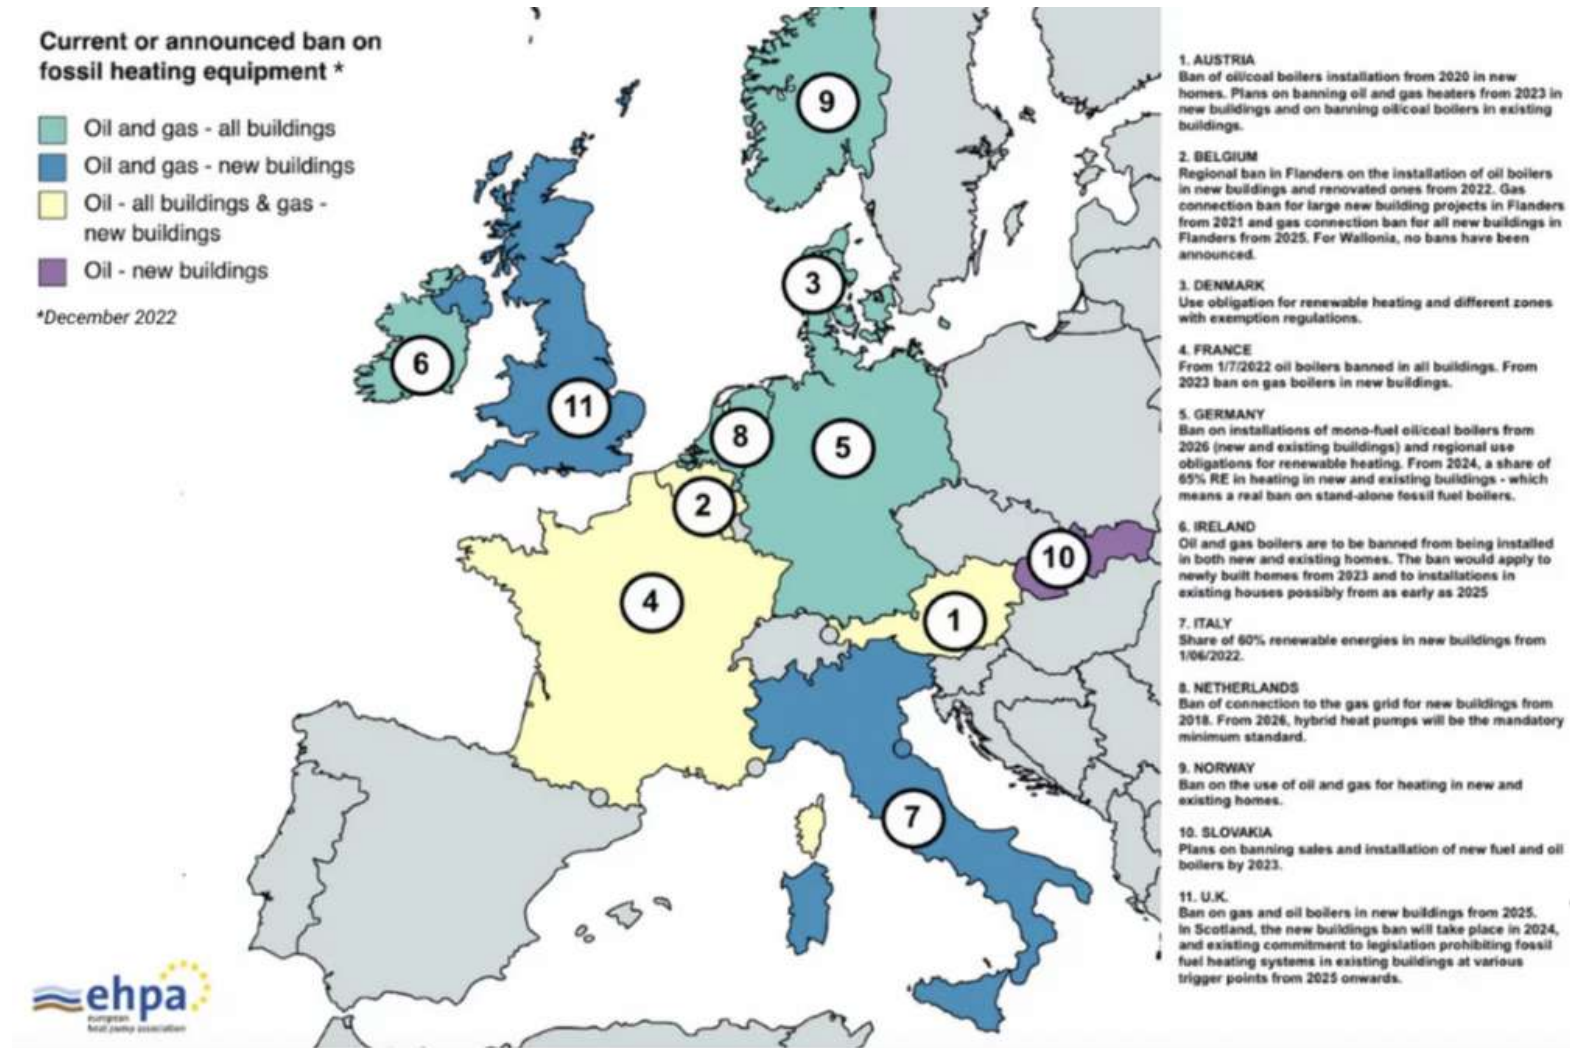 Current or announced ban on
fossil heating equipment *
Oil and gas - all buildings
Oil and gas - new buildings
Oil - all buildings & gas -
new buildings
Oil - new buildings
*December 2022
9
3
6
11
8
5
2
10
4
1
7
ehpa
european
heat pump association
1. AUSTRIA
Ban of oil/coal boilers installation from 2020 in new
homes. Plans on banning oil and gas heaters from 2023 in
new buildings and on banning oil/coal boilers in existing
buildings.
2. BELGIUM
Regional ban in Flanders on the installation of oil boilers
in new buildings and renovated ones from 2022. Gas
connection ban for large new building projects in Flanders
from 2021 and gas connection ban for all new buildings in
Flanders from 2025. For Wallonia, no bans have been
announced.
3. DENMARK
Use obligation for renewable heating and different zones
with exemption regulations.
4. FRANCE
From 1/7/2022 oil boilers banned in all buildings. From
2023 ban on gas boilers in new buildings.
5. GERMANY
Ban on installations of mono-fuel oil/coal boilers from
2026 (new and existing buildings) and regional use
obligations for renewable heating. From 2024, a share of
65% RE in heating in new and existing buildings - which
means a real ban on stand-alone fossil fuel boilers.
6. IRELAND
Oil and gas boilers are to be banned from being installed
in both new and existing homes. The ban would apply to
newly built homes from 2023 and to installations in
existing houses possibly from as early as 2025
7. ITALY
Share of 60% renewable energies in new buildings from
1/06/2022.
8. NETHERLANDS
Ban of connection to the gas grid for new buildings from
2018. From 2026, hybrid heat pumps will be the mandatory
minimum standard.
9. NORWAY
Ban on the use of oil and gas for heating in new and
existing homes.
10. SLOVAKIA
Plans on banning sales and installation of new fuel and oil
boilers by 2023.
11. U.K.
Ban on gas and oil boilers in new buildings from 2025.
In Scotland, the new buildings ban will take place in 2024,
and existing commitment to legislation prohibiting fossil
fuel heating systems in existing buildings at various
trigger points from 2025 onwards.